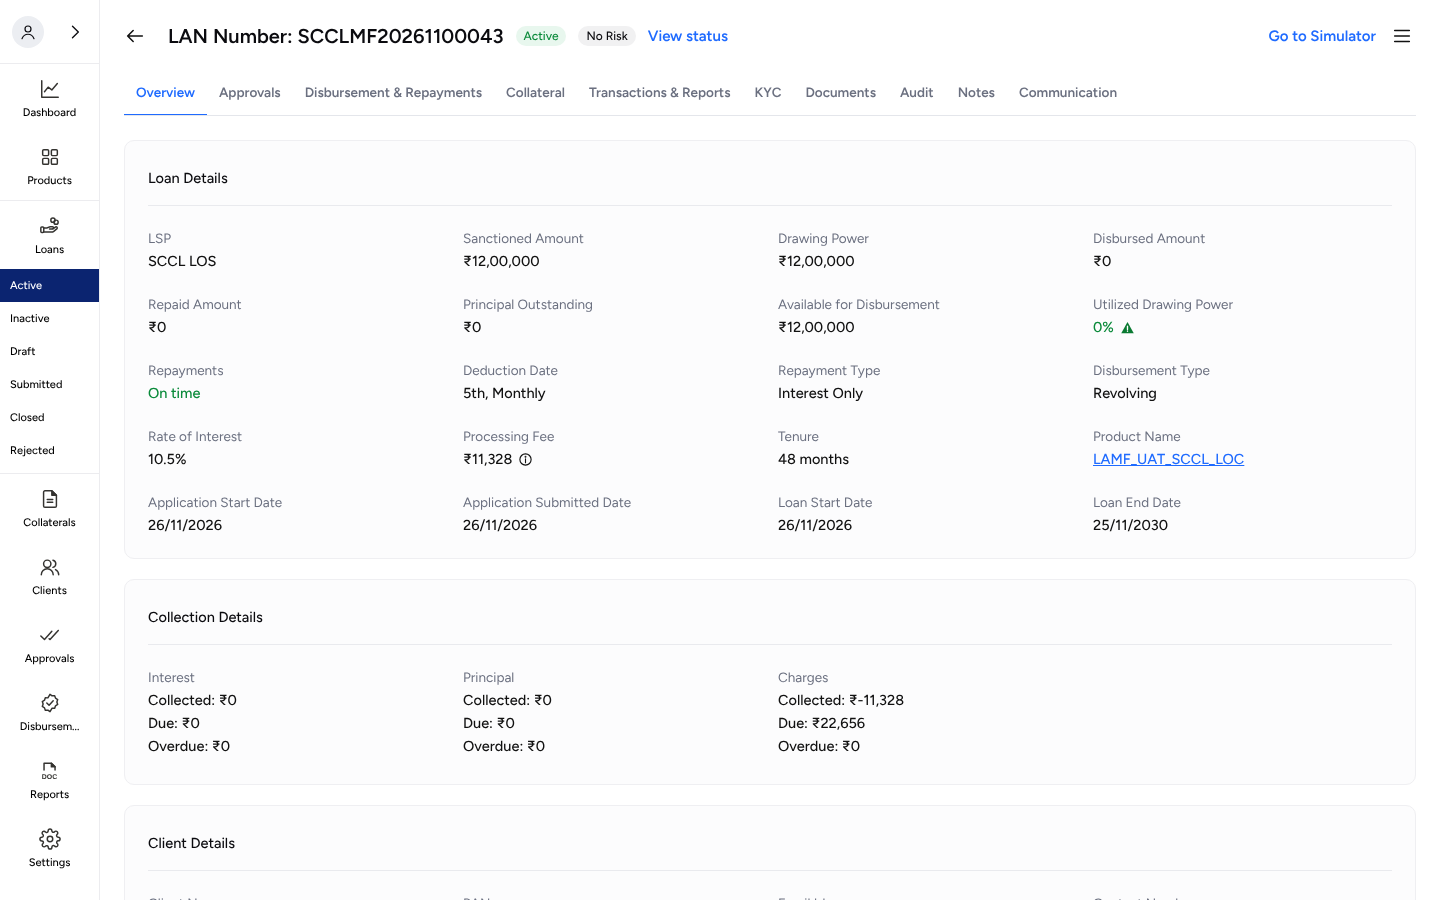 LAN Number: SCCLMF20261100043 Active No Risk View status
Go to Simulator
Dashboard
Products
Loans
Active
Inactive
Draft
Submitted
Closed
Rejected
Collaterals
Clients
Approvals
Disbursem...
DOC
Reports
Settings
Overview Approvals Disbursement & Repayments Collateral Transactions & Reports KYC Documents Audit Notes Communication
Loan Details
LSP Sanctioned Amount Drawing Power Disbursed Amount
SCCL LOS ₹12,00,000 ₹12,00,000 ₹0
Repaid Amount Principal Outstanding Available for Disbursement Utilized Drawing Power
₹0 ₹0 ₹12,00,000 0%
Repayments Deduction Date Repayment Type Disbursement Type
On time 5th, Monthly Interest Only Revolving
Rate of Interest Processing Fee Tenure Product Name
10.5% ₹11,328 48 months LAMF_UAT_SCCL_LOC
Application Start Date Application Submitted Date Loan Start Date Loan End Date
26/11/2026 26/11/2026 26/11/2026 25/11/2030
Collection Details
Interest Principal Charges
Collected: ₹0 Collected: ₹0 Collected: ₹-11,328
Due: ₹0 Due: ₹0 Due: ₹22,656
Overdue: ₹0 Overdue: ₹0 Overdue: ₹0
Client Details